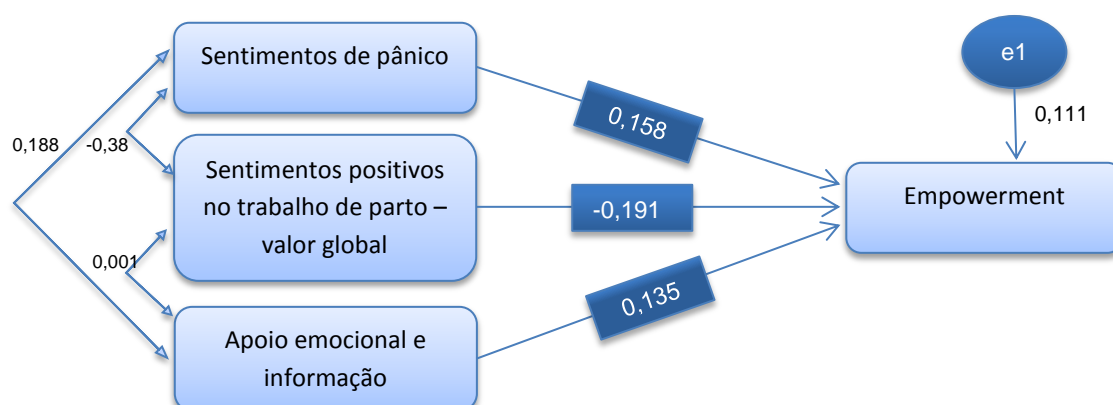 Sentimentos de pânico
e1
0,188
-0,38
0,158
0,111
Sentimentos positivos
no trabalho de parto –
valor global
-0,191
Empowerment
0,001
0,135
Apoio emocional e
informação